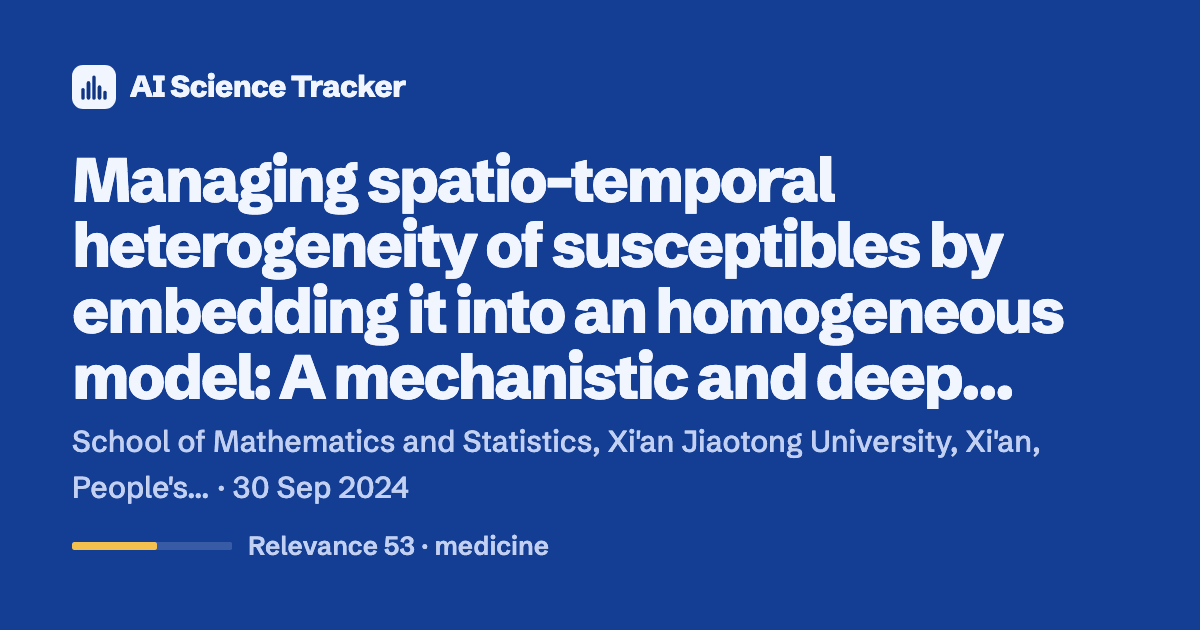 AI Science Tracker
Managing spatio-temporal
heterogeneity of susceptibles by
embedding it into an homogeneous
model: A mechanistic and deep...
School of Mathematics and Statistics, Xi'an Jiaotong University, Xi'an,
People's... · 30 Sep 2024
Relevance 53 · medicine